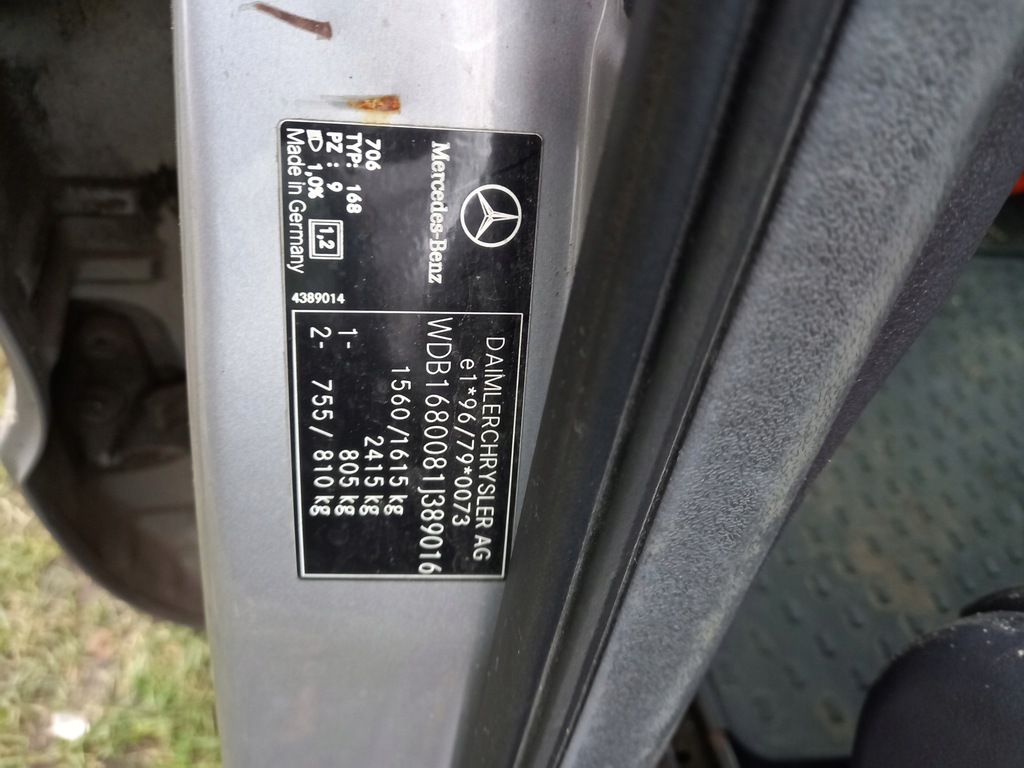 Mercedes-Benz
706
TYP: 168
PZ : 9
1,0%
1,2
Made in Germany
4389014
DAIMLERCHRYSLER AG
e1*96/79*0073
WDB1680081J389016
1560/1615 kg
2415 kg
1- 805 kg
2- 755/810 kg